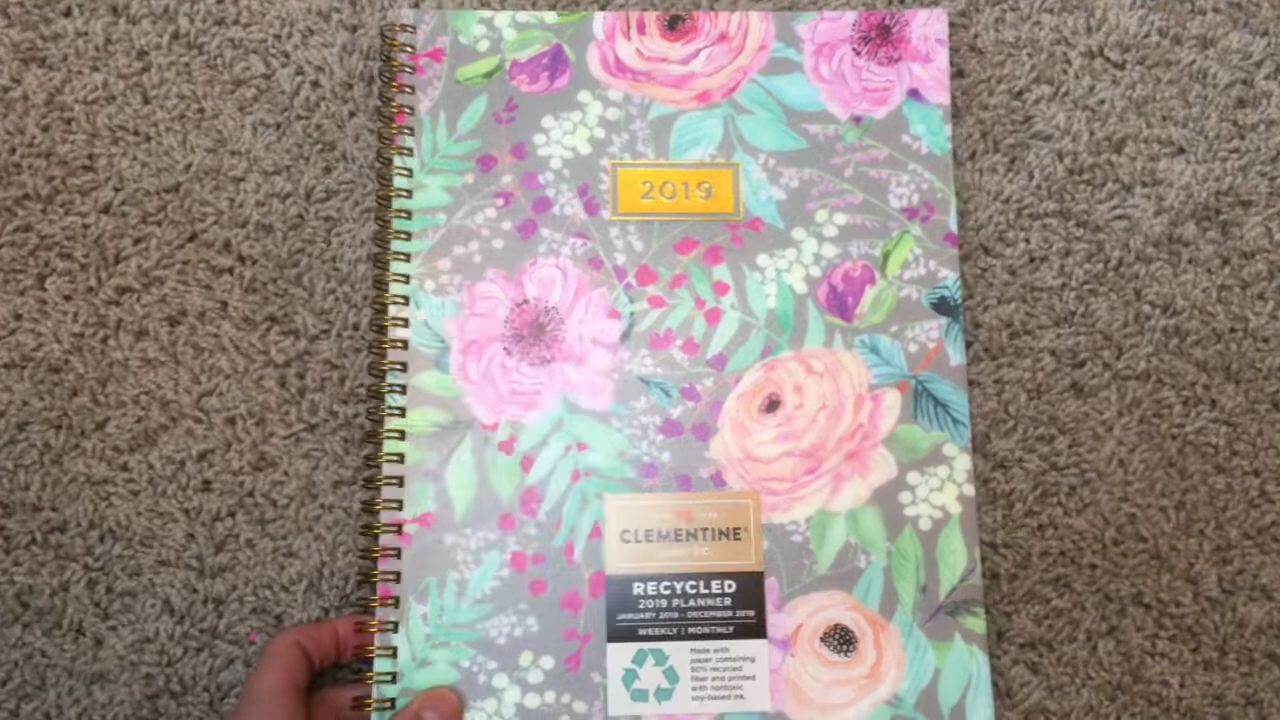 2019
CLEMENTINE®
RECYCLED
2019 PLANNER
JANUARY 2019 - DECEMBER 2019
WEEKLY | MONTHLY
Made with
paper containing
50% recycled
fiber and printed
with nontoxic
soy-based ink.